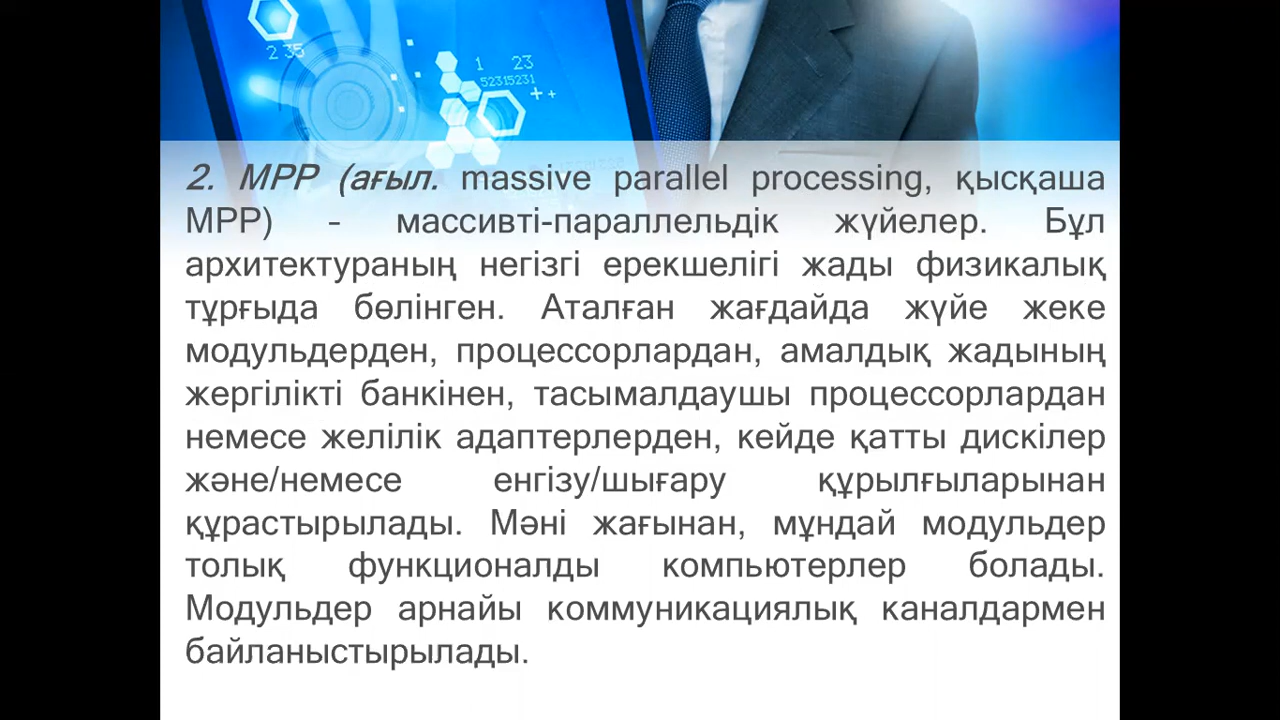 2 35
1 23
52315231
2. МРР (ағыл. massive parallel processing, қысқаша
МРР) – массивті-параллельдік жүйелер. Бұл
архитектураның негізгі ерекшелігі жады физикалық
тұрғыда бөлінген. Аталған жағдайда жүйе жеке
модульдерден, процессорлардан, амалдық жадының
жергілікті банкінен, тасымалдаушы процессорлардан
немесе желілік адаптерлерден, кейде қатты дискілер
және/немесе енгізу/шығару құрылғыларынан
құрастырылады. Мәні жағынан, мұндай модульдер
толық функционалды компьютерлер болады.
Модульдер арнайы коммуникациялық каналдармен
байланыстырылады.